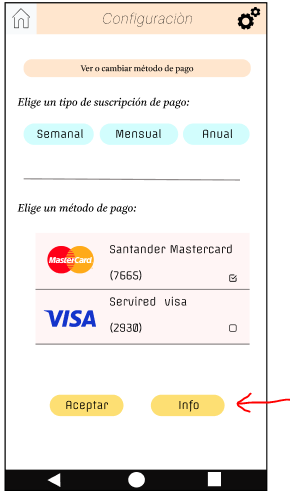 Configuraciòn
Ver o cambiar método de pago
Elige un tipo de suscripción de pago:
Semanal Mensual Anual
Elige un método de pago:
Santander Mastercard
MasterCard
(7665)
Servired visa
VISA
(2930)
Aceptar Info